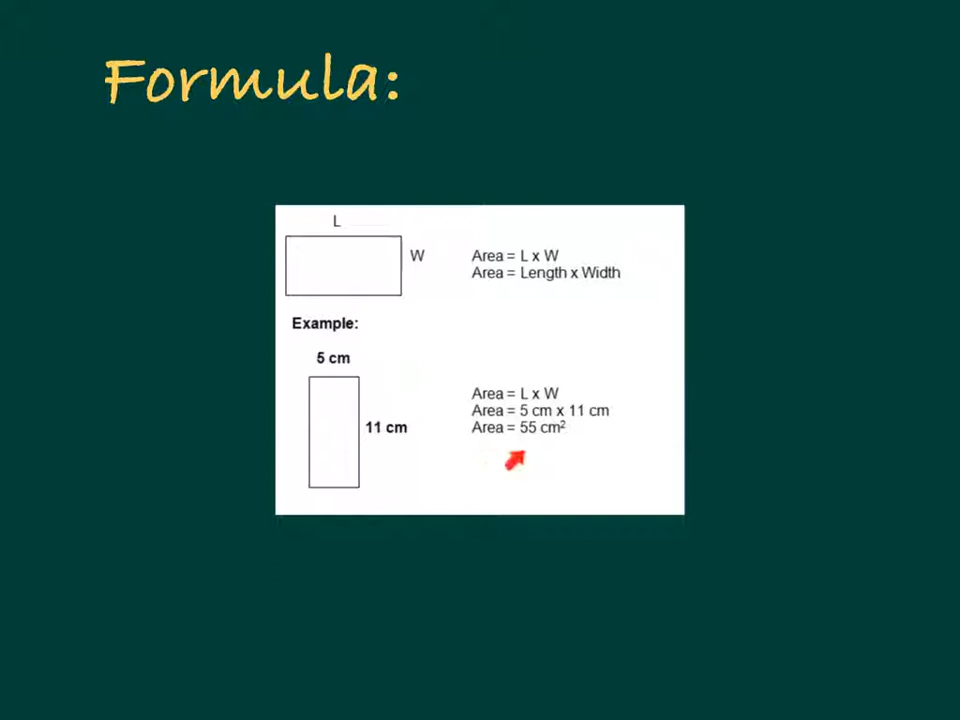 Formula:
L
W
Area = L x W
Area = Length x Width
Example:
5 cm
11 cm
Area = L x W
Area = 5 cm x 11 cm
Area = 55 cm²